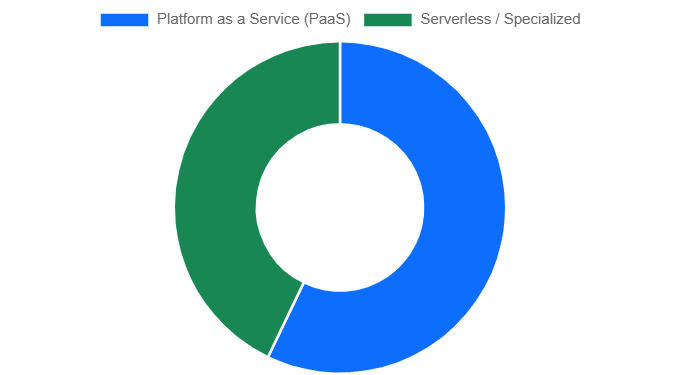 Platform as a Service (PaaS) Serverless / Specialized